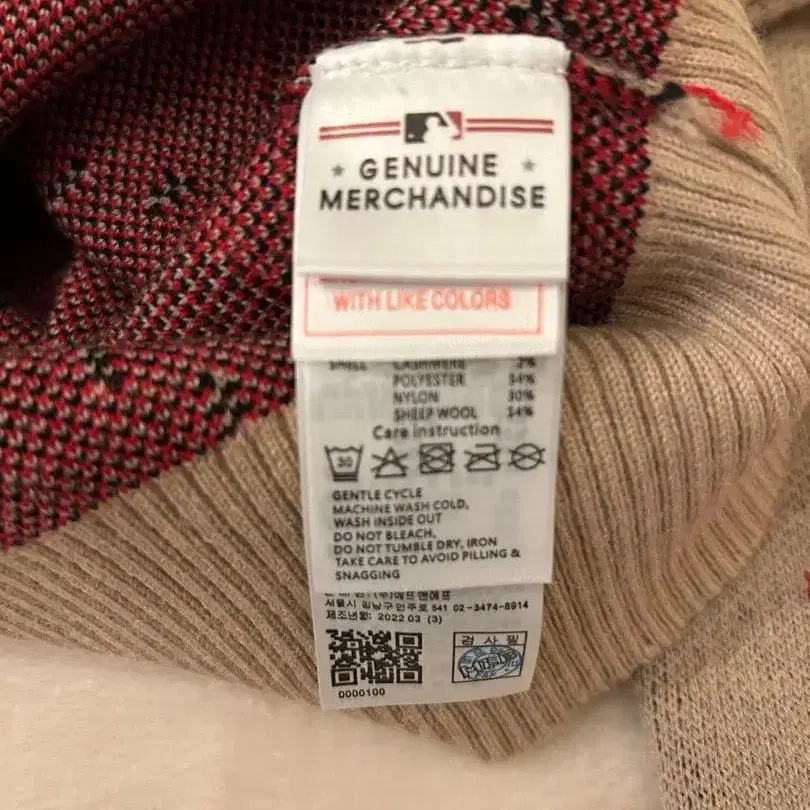 GENUINE
MERCHANDISE
WITH LIKE COLORS
SHELL CASHMERE 2%
POLYESTER 54%
NYLON 30%
SHEEP WOOL 14%
Care instruction
30
GENTLE CYCLE
MACHINE WASH COLD,
WASH INSIDE OUT
DO NOT BLEACH,
DO NOT TUMBLE DRY, IRON
TAKE CARE TO AVOID PILLING &
SNAGGING
(주)에프앤에프
서울시 강남구 언주로 541 02-3474-8914
제조년월: 2022 03 (3)
검사필
0000100